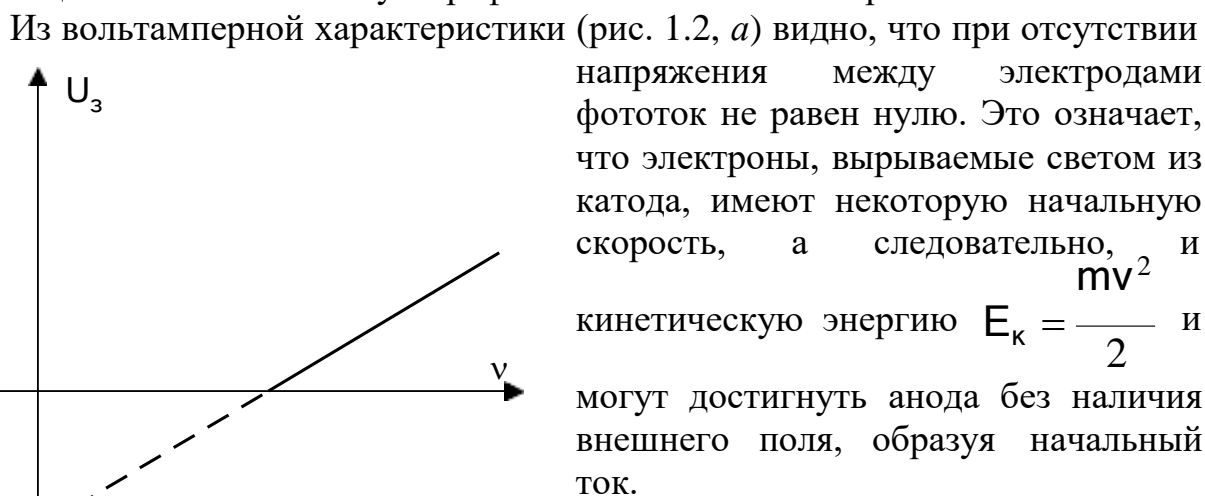 Из вольтамперной характеристики (рис. 1.2, а) видно, что при отсутствии
напряжения между электродами
фототок не равен нулю. Это означает,
что электроны, вырываемые светом из
катода, имеют некоторую начальную
скорость, а следовательно, и
кинетическую энергию Eк = mv²/2 и
могут достигнуть анода без наличия
внешнего поля, образуя начальный
ток.
Uз
ν